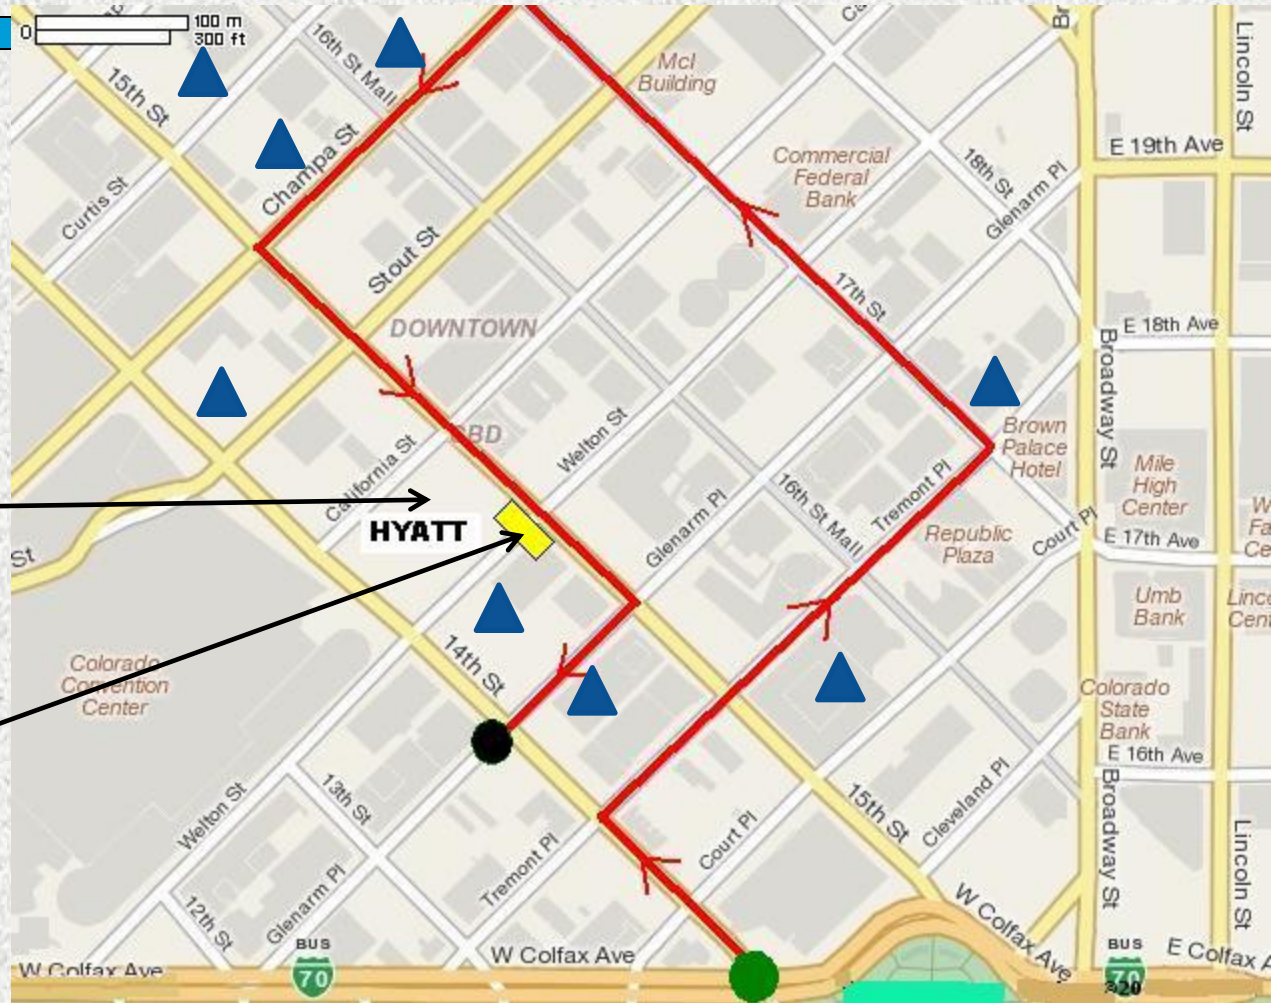 0
100 m
300 ft
16th St Mall
15th St
Champa St
Curtis St
Stout St
McI
Building
Commercial
Federal
Bank
18th St
Glenarm Pl
E 19th Ave
Lincoln St
17th St
DOWNTOWN
E 18th Ave
Broadway St
CBD
Welton St
California St
Brown
Palace
Hotel
Mile
High
Center
16th St Mall
Tremont Pl
Glenarm Pl
HYATT
Republic
Plaza
Court Pl
E 17th Ave
St
Umb
Bank
14th St
Colorado
Convention
Center
Colorado
State
Bank
E 16th Ave
Welton St
13th St
15th St
Cleveland Pl
Court Pl
Tremont Pl
Glenarm Pl
12th St
Broadway St
Lincoln St
W Colfax Ave
W Colfax Ave
W Colfax Ave
E Colfax A
BUS
70
BUS
70
20